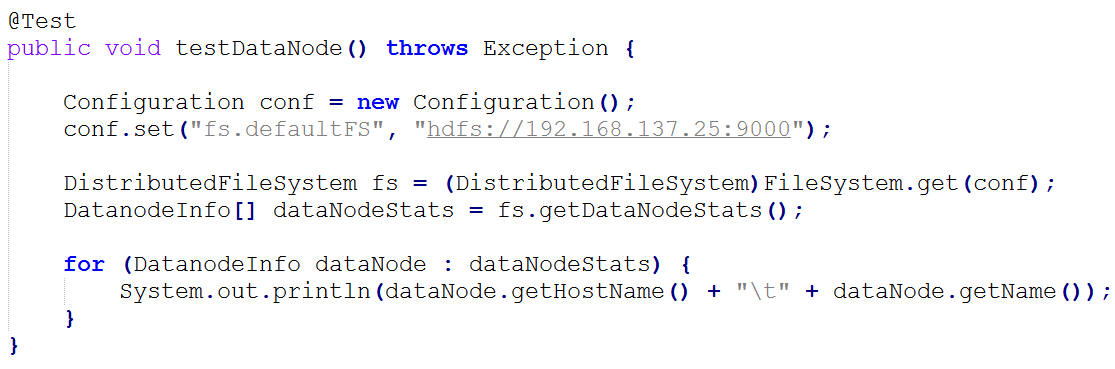 @Test
public void testDataNode() throws Exception {
Configuration conf = new Configuration();
conf.set("fs.defaultFS", "hdfs://192.168.137.25:9000");
DistributedFileSystem fs = (DistributedFileSystem)FileSystem.get(conf);
DatanodeInfo[] dataNodeStats = fs.getDataNodeStats();
for (DatanodeInfo dataNode : dataNodeStats) {
System.out.println(dataNode.getHostName() + "\t" + dataNode.getName());
}
}